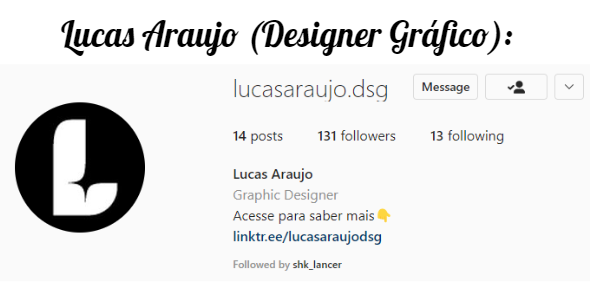 Lucas Araujo (Designer Gráfico):
lucasaraujo.dsg Message
14 posts 131 followers 13 following
Lucas Araujo
Graphic Designer
Acesse para saber mais👇
linktr.ee/lucasaraujodsg
Followed by shk_lancer